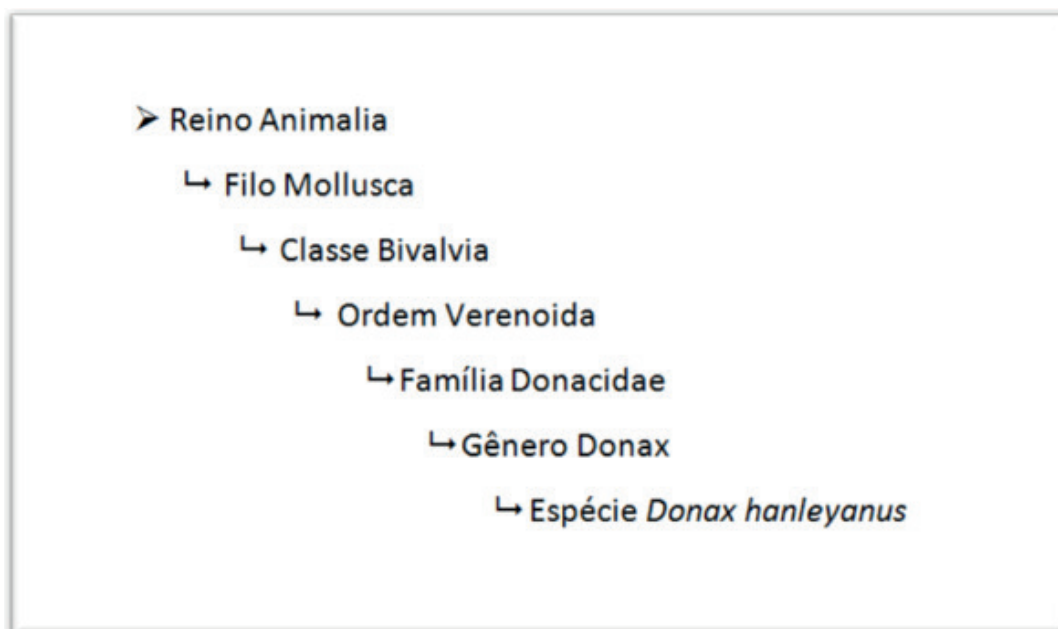 ➢ Reino Animalia
↳ Filo Mollusca
↳ Classe Bivalvia
↳ Ordem Verenoida
↳ Família Donacidae
↳ Gênero Donax
↳ Espécie Donax hanleyanus